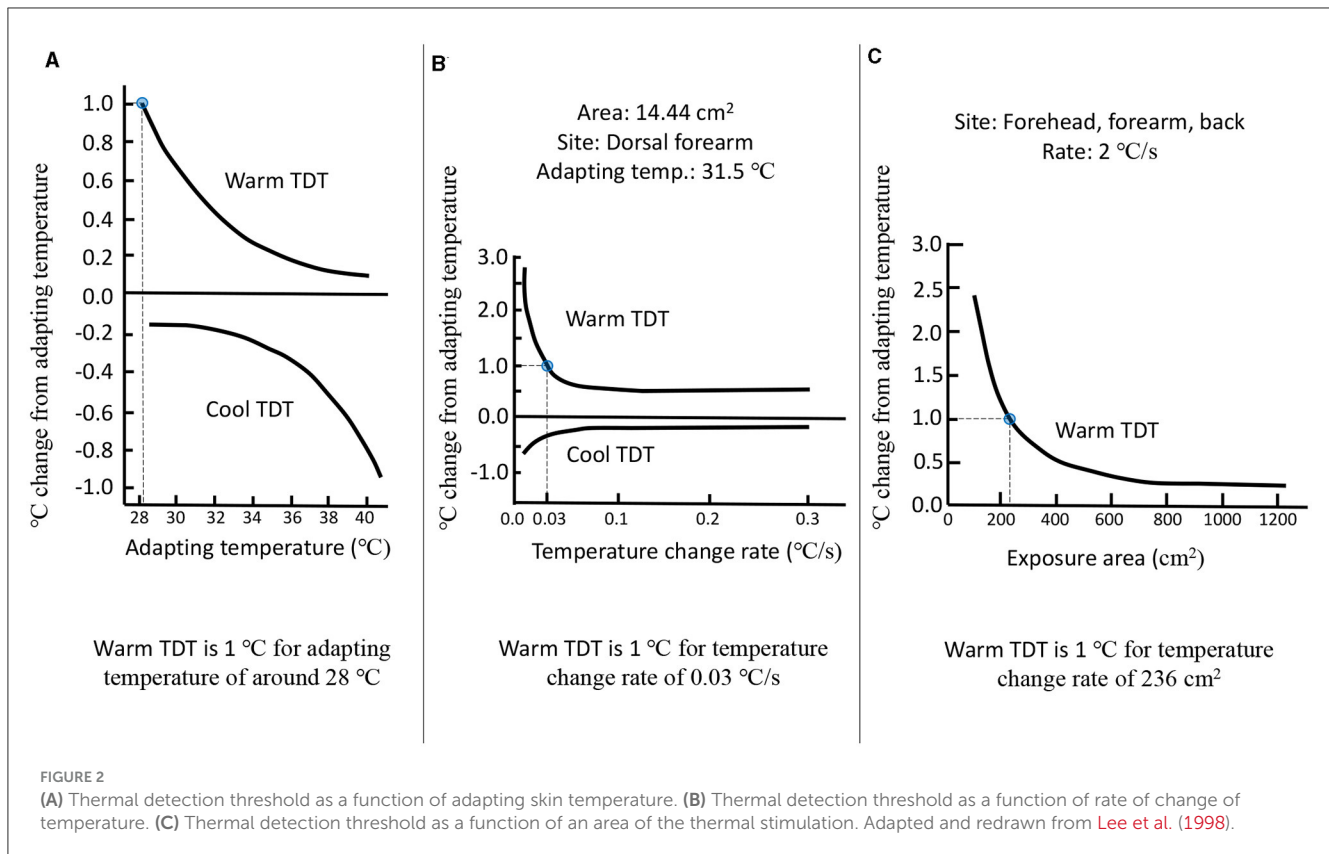 A
°C change from adapting temperature
1.0
0.8
0.6
0.4
0.2
0.0
-0.2
-0.4
-0.6
-0.8
-1.0
Warm TDT
Cool TDT
28 30 32 34 36 38 40
Adapting temperature (°C)
Warm TDT is 1 °C for adapting
temperature of around 28 °C
B
Area: 14.44 cm²
Site: Dorsal forearm
Adapting temp.: 31.5 °C
°C change from adapting temperature
3.0
2.0
1.0
0.0
-1.0
Warm TDT
Cool TDT
0.0 0.03 0.1 0.2 0.3
Temperature change rate (°C/s)
Warm TDT is 1 °C for temperature
change rate of 0.03 °C/s
C
Site: Forehead, forearm, back
Rate: 2 °C/s
°C change from adapting temperature
3.0
2.5
2.0
1.5
1.0
0.5
0.0
Warm TDT
0 200 400 600 800 1000 1200
Exposure area (cm²)
Warm TDT is 1 °C for temperature
change rate of 236 cm²
FIGURE 2
(A) Thermal detection threshold as a function of adapting skin temperature. (B) Thermal detection threshold as a function of rate of change of
temperature. (C) Thermal detection threshold as a function of an area of the thermal stimulation. Adapted and redrawn from Lee et al. (1998).